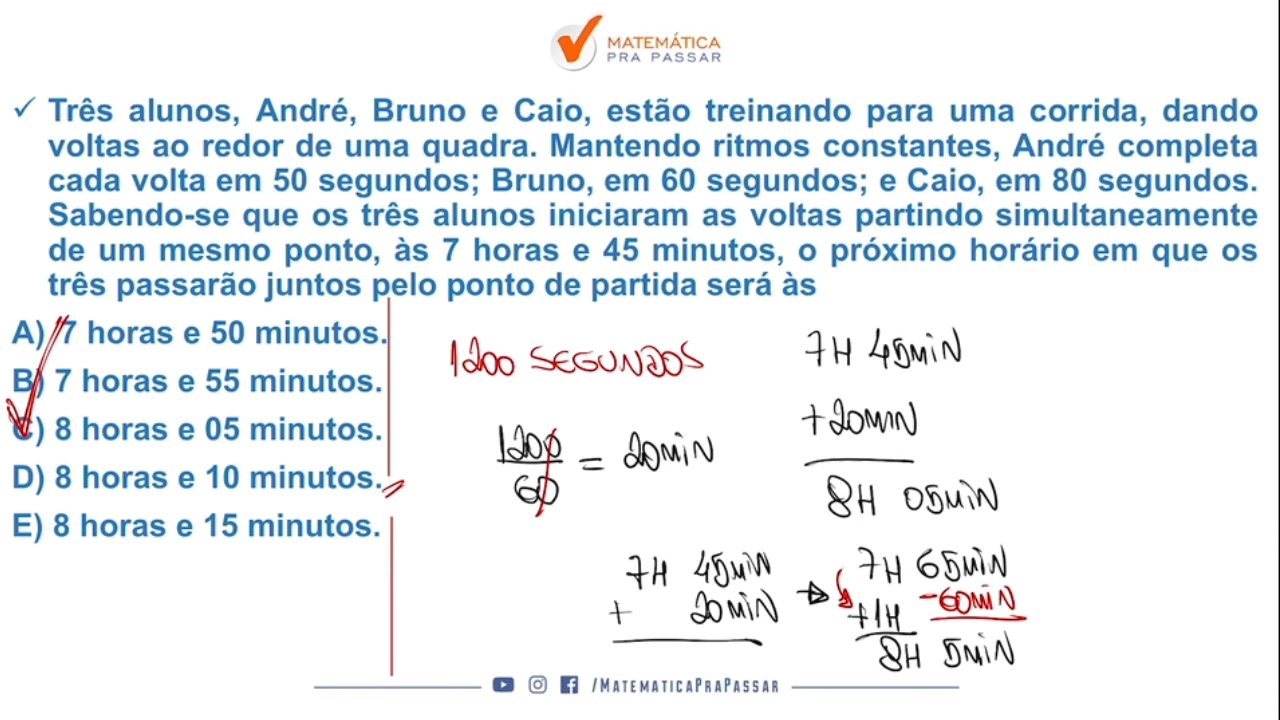 MATEMÁTICA
PRA PASSAR
✓ Três alunos, André, Bruno e Caio, estão treinando para uma corrida, dando
voltas ao redor de uma quadra. Mantendo ritmos constantes, André completa
cada volta em 50 segundos; Bruno, em 60 segundos; e Caio, em 80 segundos.
Sabendo-se que os três alunos iniciaram as voltas partindo simultaneamente
de um mesmo ponto, às 7 horas e 45 minutos, o próximo horário em que os
três passarão juntos pelo ponto de partida será às
A) 7 horas e 50 minutos.
B) 7 horas e 55 minutos.
C) 8 horas e 05 minutos.
D) 8 horas e 10 minutos.
E) 8 horas e 15 minutos.
1200 SEGUNDOS
1200
60
= 20MIN
7H 45MIN
+20MIN
8H 05MIN
7H 45MIN
+ 20MIN
7H 65MIN
+1H -60MIN
8H 5MIN
/MATEMATICAPRAPASSAR